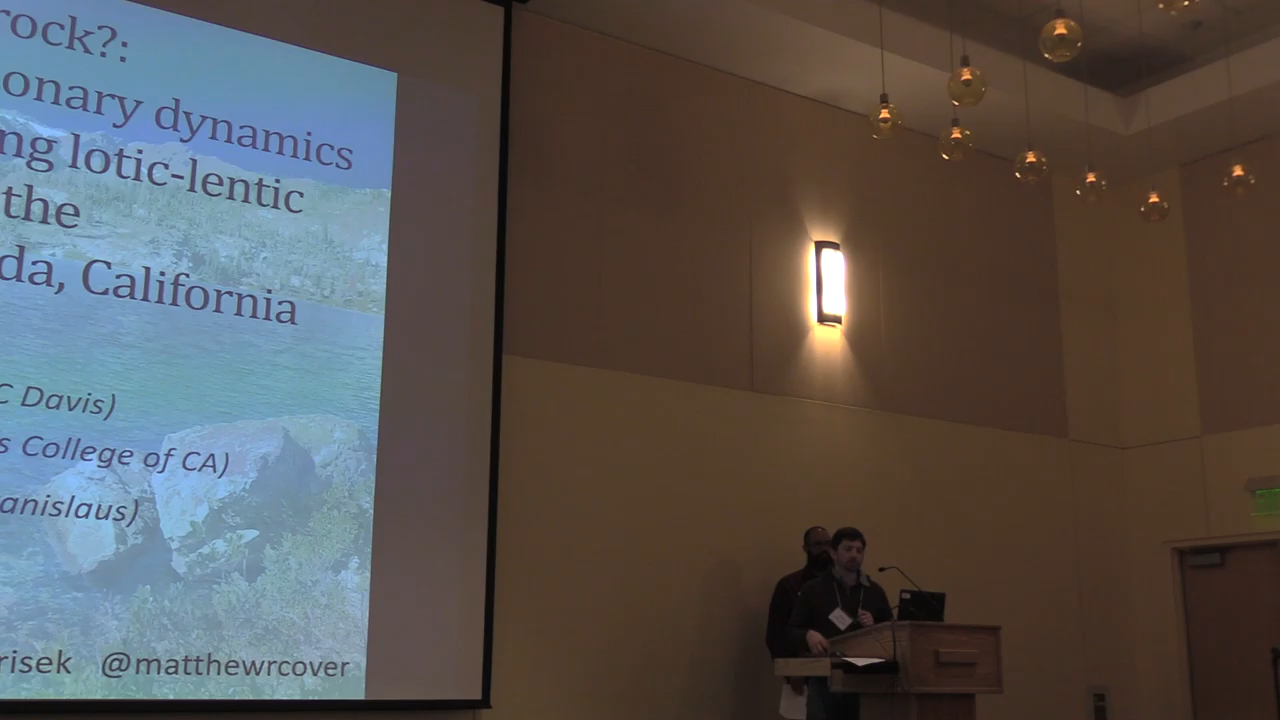 rock?:
onary dynamics
ng lotic-lentic
the
da, California
C Davis)
s College of CA)
anislaus)
risek @matthewrcover